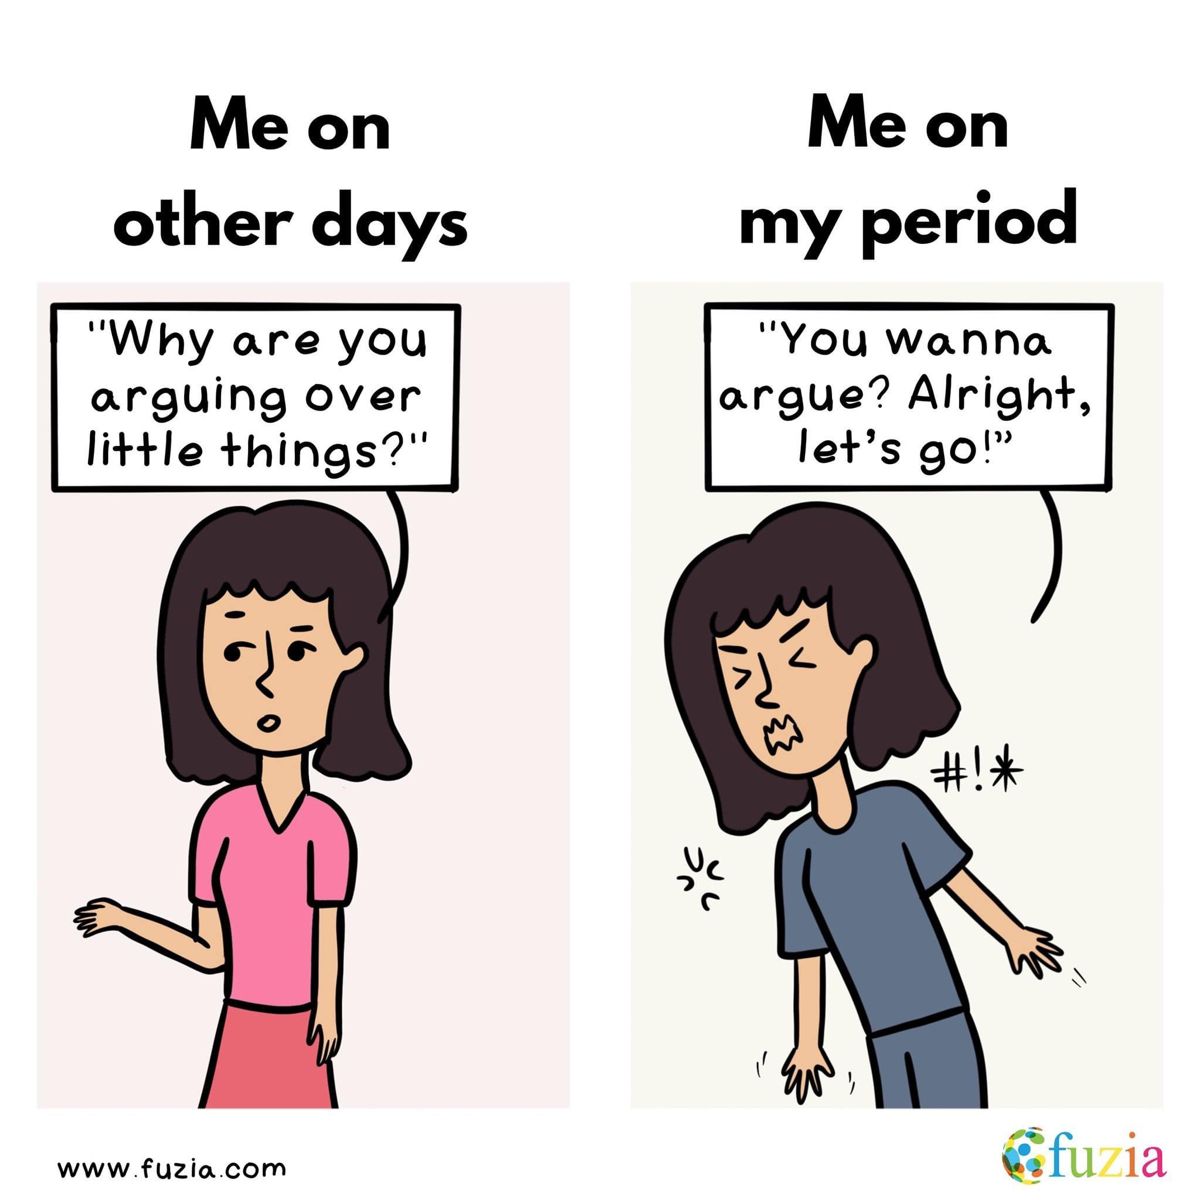 Me on
other days
"Why are you
arguing over
little things?"
Me on
my period
"You wanna
argue? Alright,
let's go!”
#!*
www.fuzia.com
fuzia